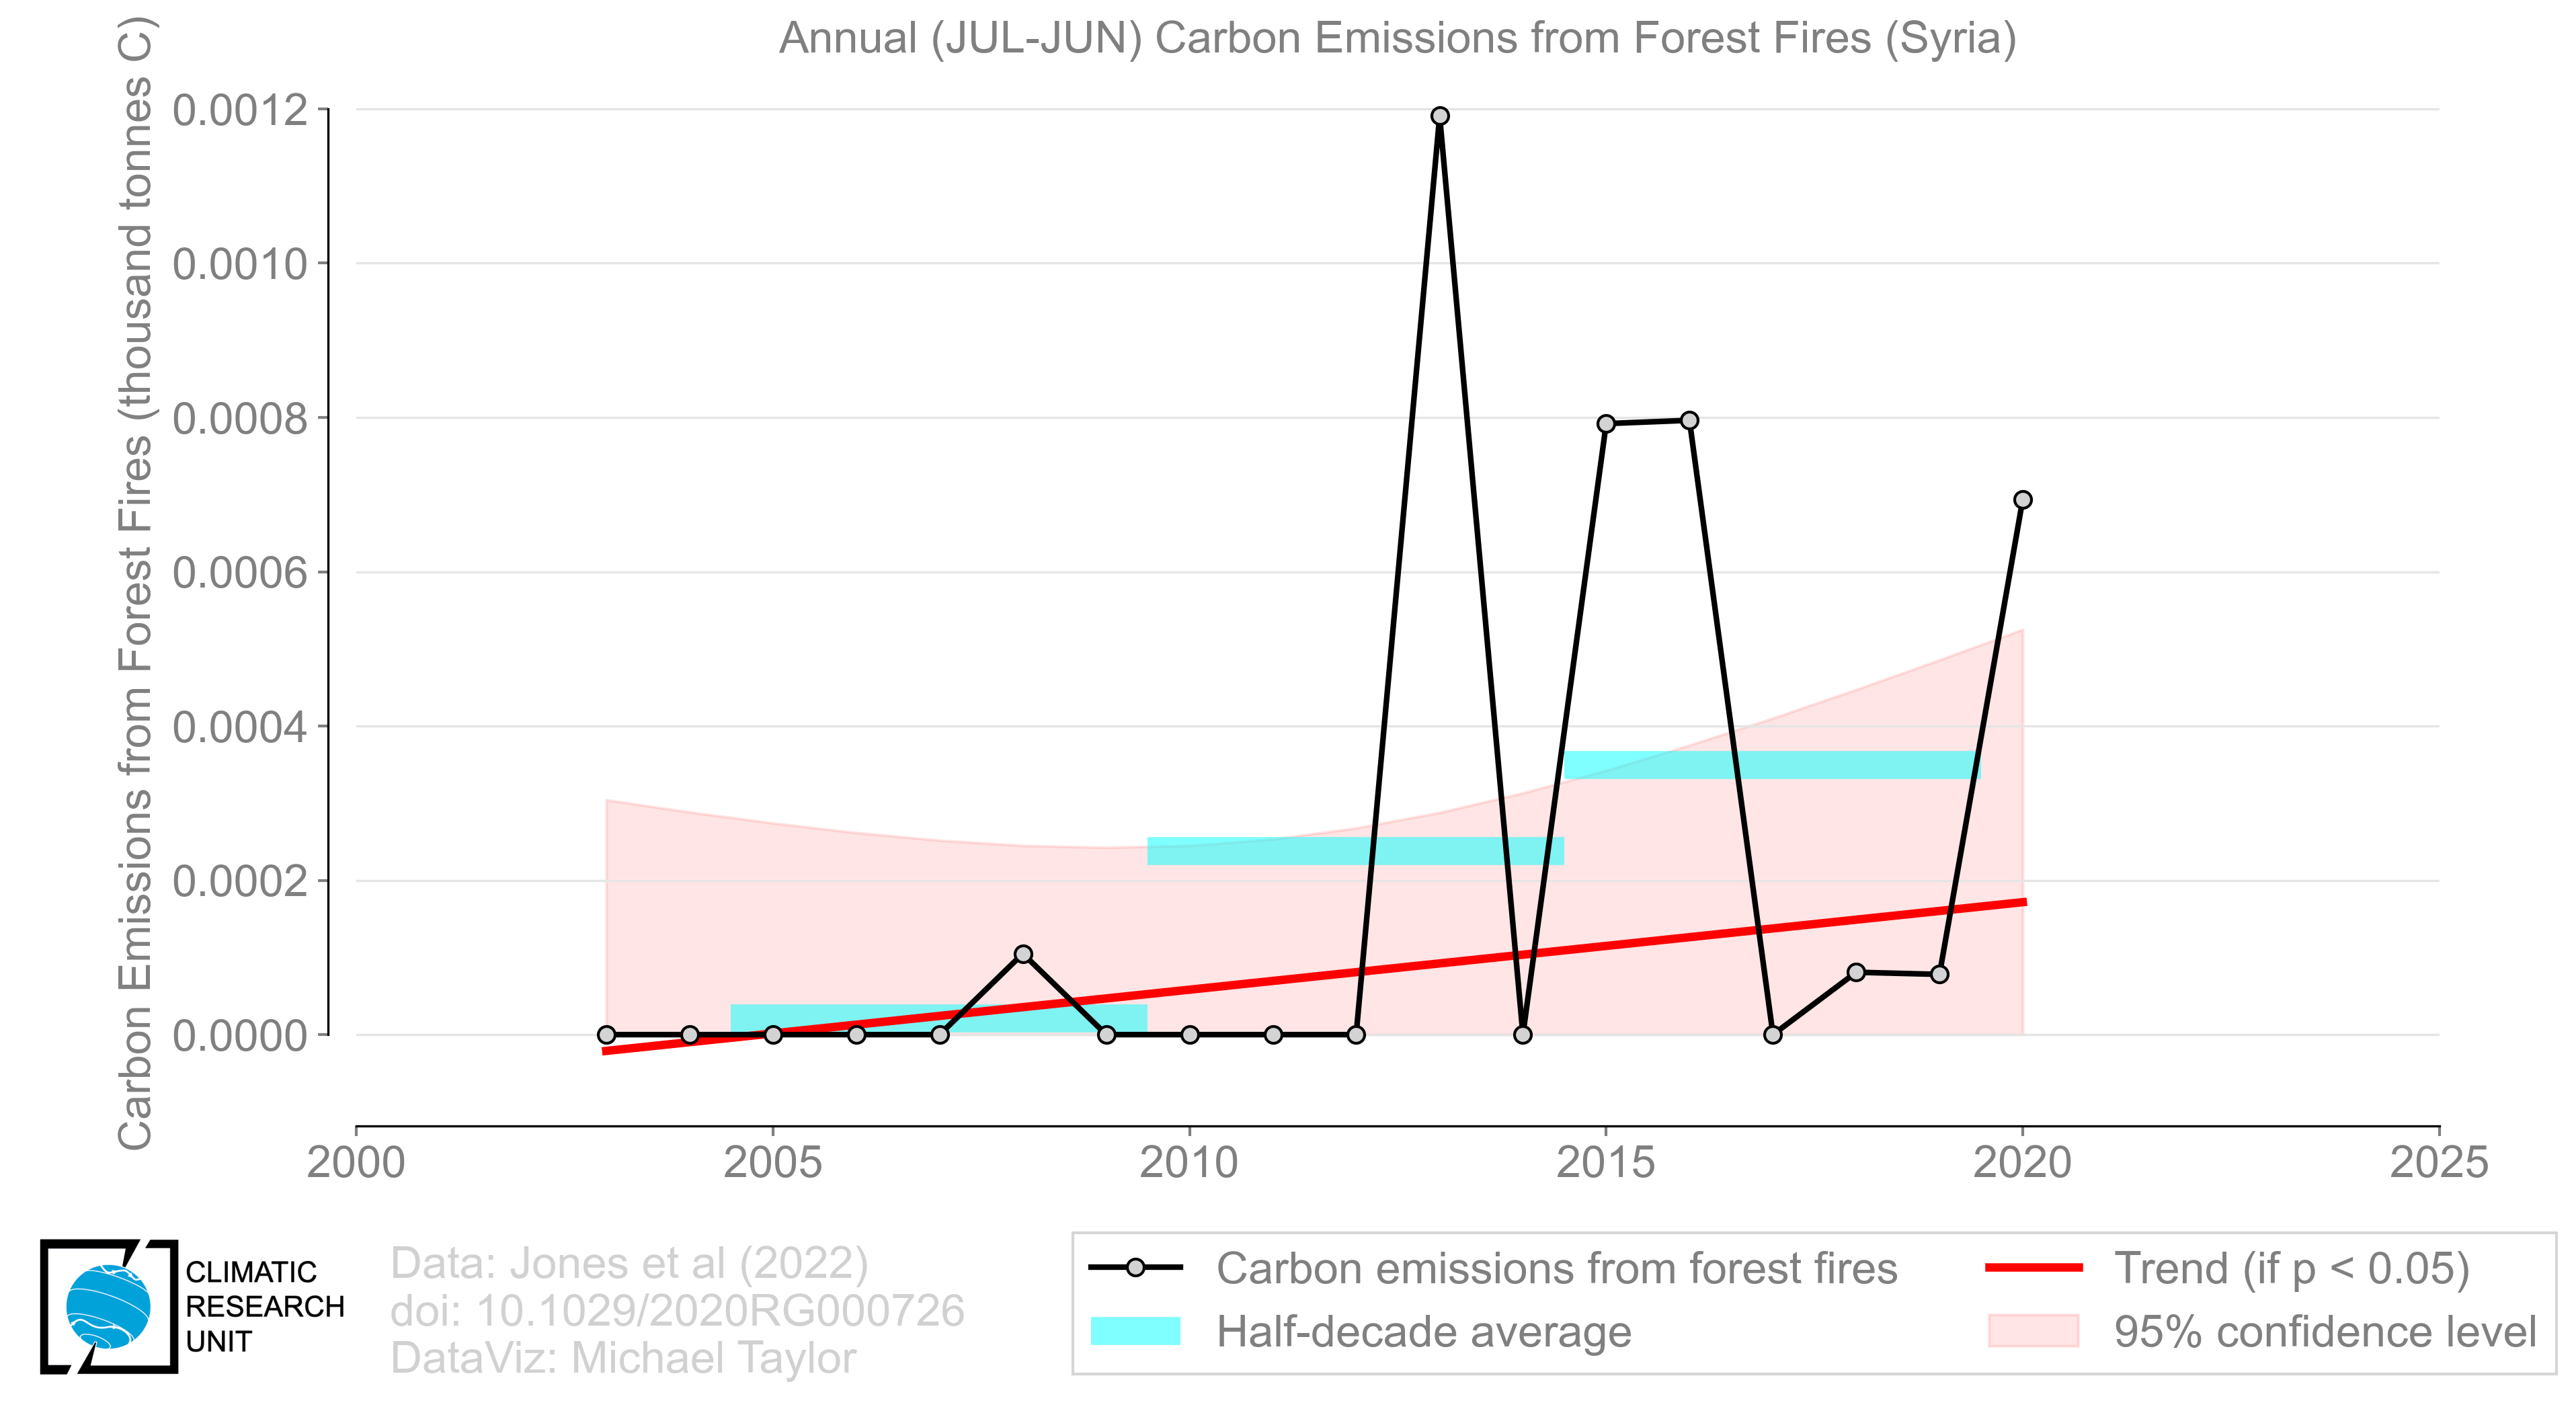 Annual (JUL-JUN) Carbon Emissions from Forest Fires (Syria)
Carbon Emissions from Forest Fires (thousand tonnes C)
0.0012
0.0010
0.0008
0.0006
0.0004
0.0002
0.0000
2000 2005 2010 2015 2020 2025
CLIMATIC
RESEARCH
UNIT
Data: Jones et al (2022)
doi: 10.1029/2020RG000726
DataViz: Michael Taylor
Carbon emissions from forest fires
Half-decade average
Trend (if p < 0.05)
95% confidence level